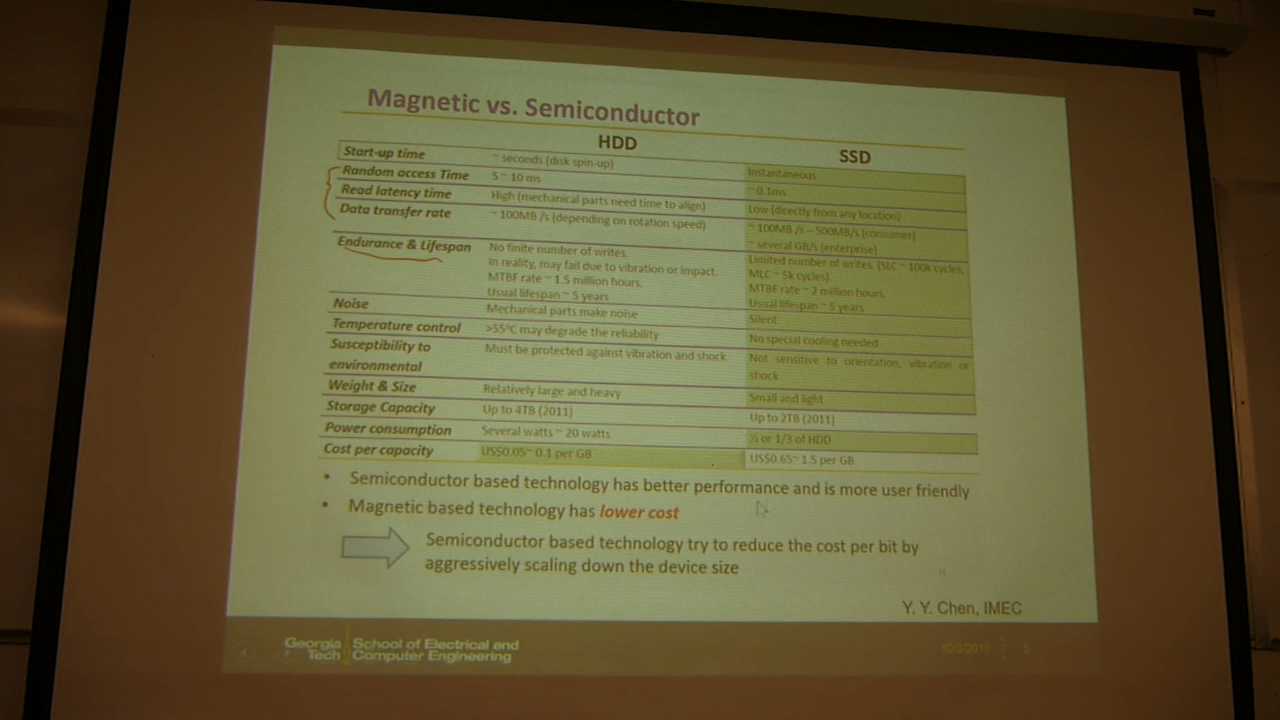 Magnetic vs. Semiconductor
HDD SSD
Start-up time ~ seconds (disk spin-up) Instantaneous
Random access Time 5 ~ 10 ms ~ 0.1ms
Read latency time High (mechanical parts need time to align) Low (directly from any location)
Data transfer rate ~ 100MB /s (depending on rotation speed) ~ 100MB /s – 500MB/s (consumer)
~ several GB/s (enterprise)
Endurance & Lifespan No finite number of writes. Limited number of writes. (SLC ~ 100k cycles,
In reality, may fail due to vibration or impact. MLC ~ 5k cycles)
MTBF rate ~ 1.5 million hours. MTBF rate ~ 2 million hours.
Usual lifespan ~ 5 years Usual lifespan ~ 5 years
Noise Mechanical parts make noise Silent
Temperature control >55°C may degrade the reliability No special cooling needed
Susceptibility to Must be protected against vibration and shock Not sensitive to orientation, vibration or
environmental shock
Weight & Size Relatively large and heavy Small and light
Storage Capacity Up to 4TB (2011) Up to 2TB (2011)
Power consumption Several watts ~ 20 watts ½ or 1/3 of HDD
Cost per capacity US$0.05~ 0.1 per GB US$0.65~ 1.5 per GB
• Semiconductor based technology has better performance and is more user friendly
• Magnetic based technology has lower cost
Semiconductor based technology try to reduce the cost per bit by
aggressively scaling down the device size
Y. Y. Chen, IMEC
Georgia School of Electrical and
Tech Computer Engineering